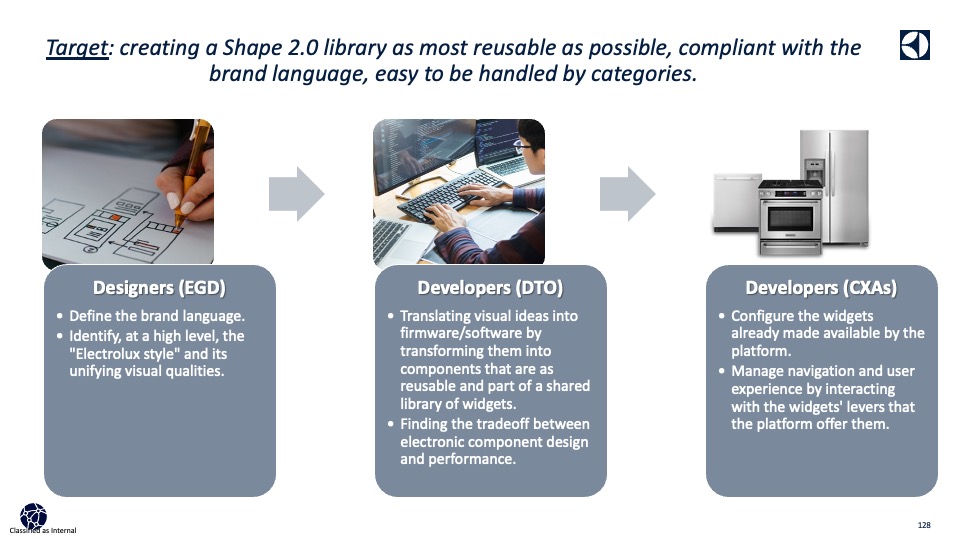 Target: creating a Shape 2.0 library as most reusable as possible, compliant with the
brand language, easy to be handled by categories.
Designers (EGD)
• Define the brand language.
• Identify, at a high level, the
"Electrolux style" and its
unifying visual qualities.
Developers (DTO)
• Translating visual ideas into
firmware/software by
transforming them into
components that are as
reusable and part of a shared
library of widgets.
• Finding the tradeoff between
electronic component design
and performance.
Developers (CXAs)
• Configure the widgets
already made available by the
platform.
• Manage navigation and user
experience by interacting
with the widgets' levers that
the platform offer them.
Classified as Internal
128